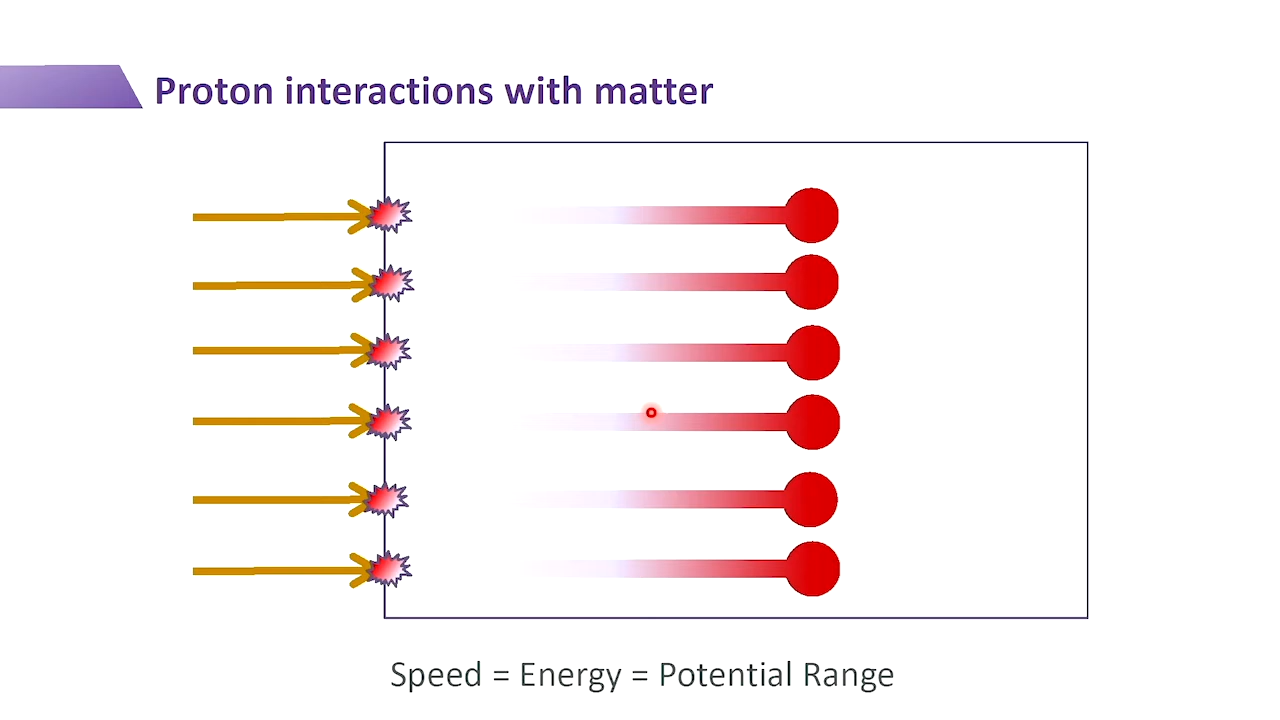 Proton interactions with matter
Speed = Energy = Potential Range